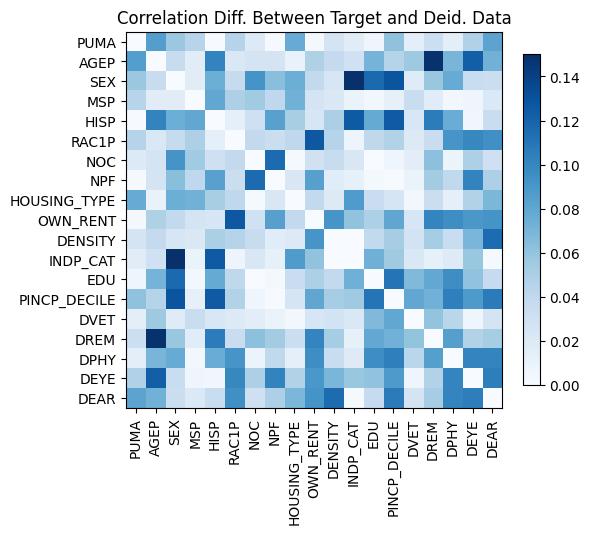 Correlation Diff. Between Target and Deid. Data
PUMA
AGEP
SEX
MSP
HISP
RAC1P
NOC
NPF
HOUSING_TYPE
OWN_RENT
DENSITY
INDP_CAT
EDU
PINCP_DECILE
DVET
DREM
DPHY
DEYE
DEAR
PUMA
AGEP
SEX
MSP
HISP
RAC1P
NOC
NPF
HOUSING_TYPE
OWN_RENT
DENSITY
INDP_CAT
EDU
PINCP_DECILE
DVET
DREM
DPHY
DEYE
DEAR
0.14
0.12
0.10
0.08
0.06
0.04
0.02
0.00